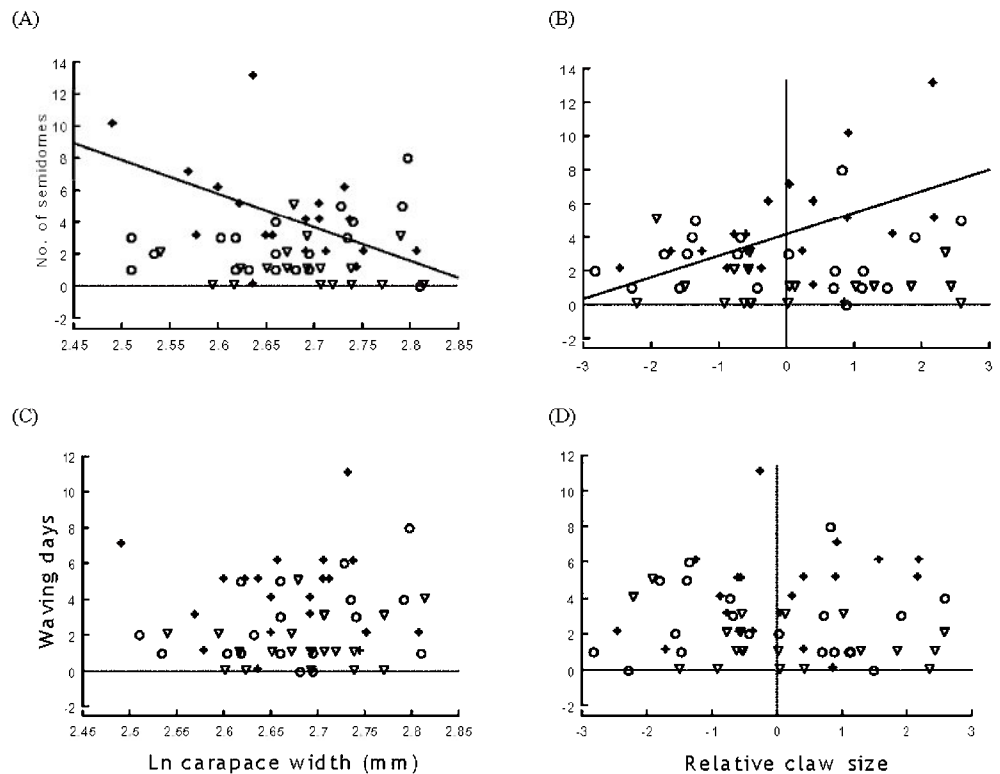 (A)
(B)
No. of semidomes
14
12
10
8
6
4
2
0
-2
2.45 2.5 2.55 2.6 2.65 2.7 2.75 2.8 2.85
14
12
10
8
6
4
2
0
-2
-3 -2 -1 0 1 2 3
(C)
(D)
Waving days
12
10
8
6
4
2
0
-2
2.45 2.5 2.55 2.6 2.65 2.7 2.75 2.8 2.85
Ln carapace width (mm)
12
10
8
6
4
2
0
-2
-3 -2 -1 0 1 2 3
Relative claw size